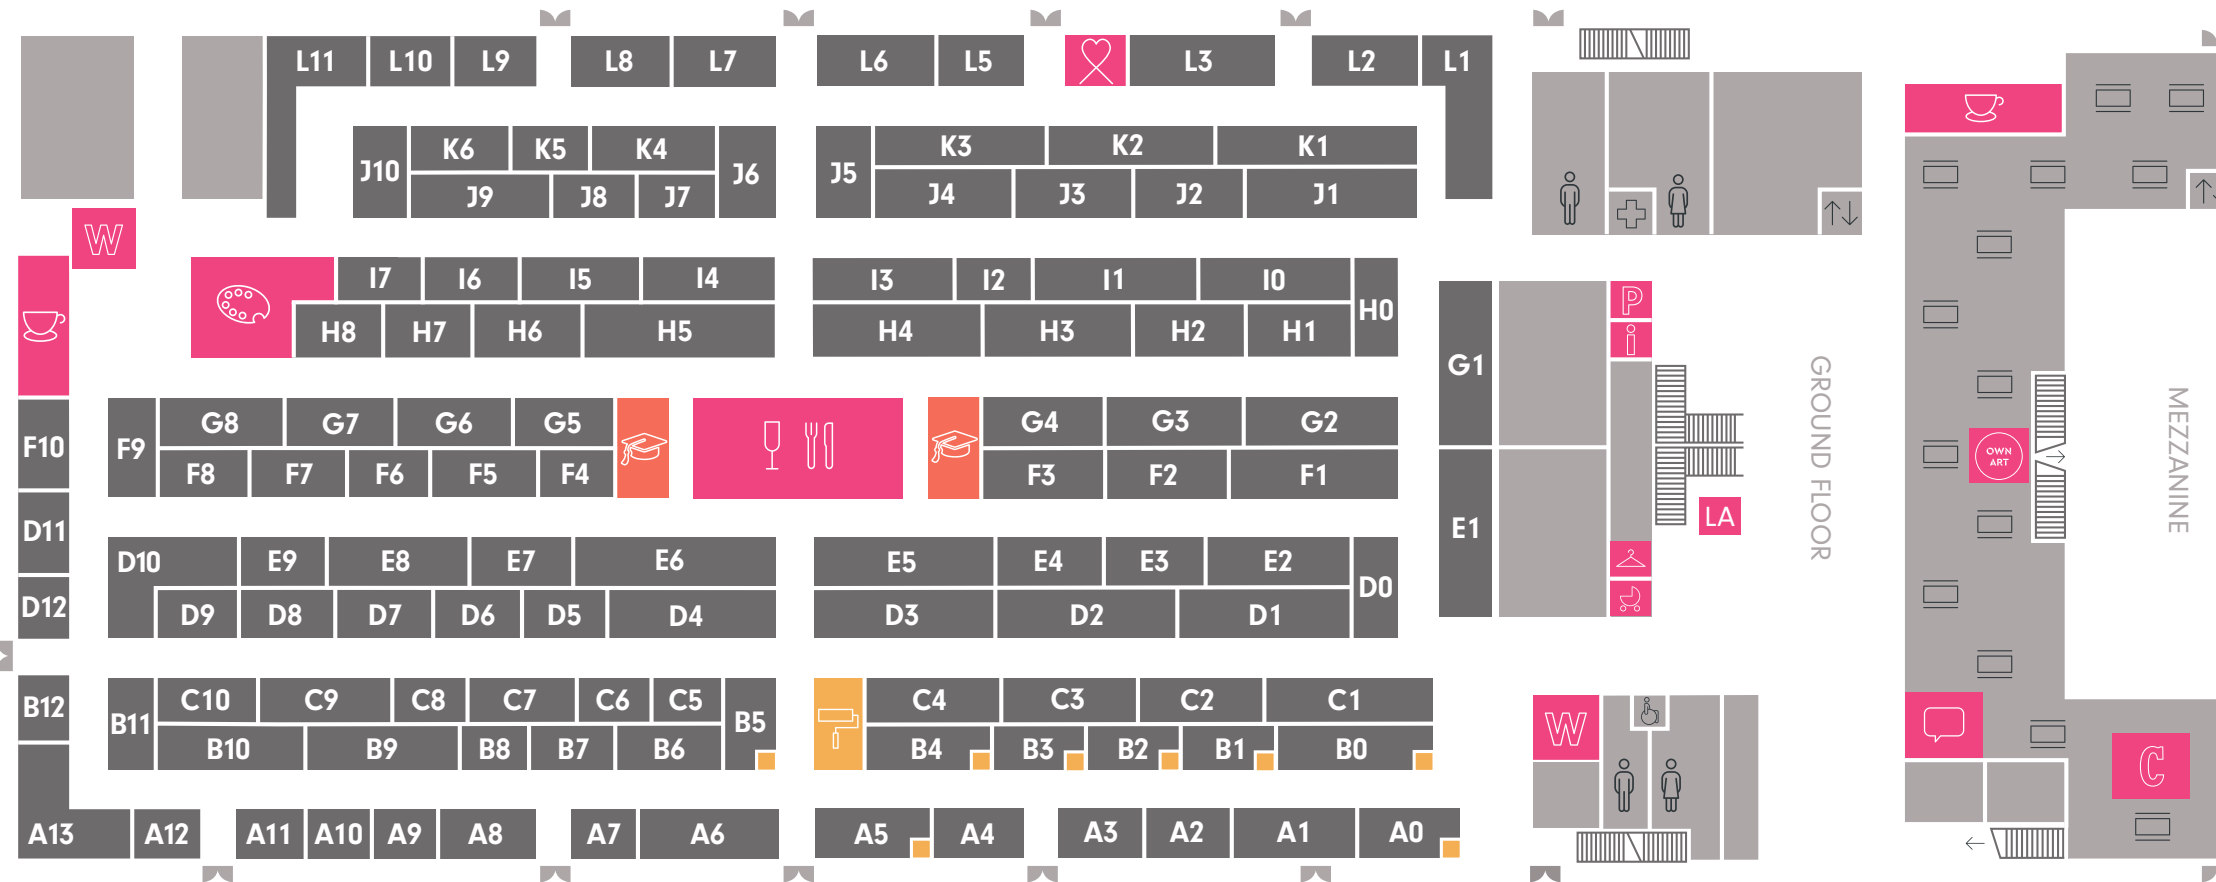 L11 L10 L9 L8 L7 L6 L5 L3 L2 L1
K6 K5 K4 K3 K2 K1
J10 J6 J5
J9 J8 J7 J4 J3 J2 J1
W
I7 I6 I5 I4 I3 I2 I1 I0
H0
H8 H7 H6 H5 H4 H3 H2 H1
P
i
G1
G8 G7 G6 G5 G4 G3 G2
F10 F9
F8 F7 F6 F5 F4 F3 F2 F1
GROUND FLOOR
OWN
ART
MEZZANINE
LA
D11 E1
D10 E9 E8 E7 E6 E5 E4 E3 E2
D0
D12 D9 D8 D7 D6 D5 D4 D3 D2 D1
C10 C9 C8 C7 C6 C5 C4 C3 C2 C1
B12 B11 B5
W
B10 B9 B8 B7 B6 B4 B3 B2 B1 B0
C
A13 A12 A11 A10 A9 A8 A7 A6 A5 A4 A3 A2 A1 A0